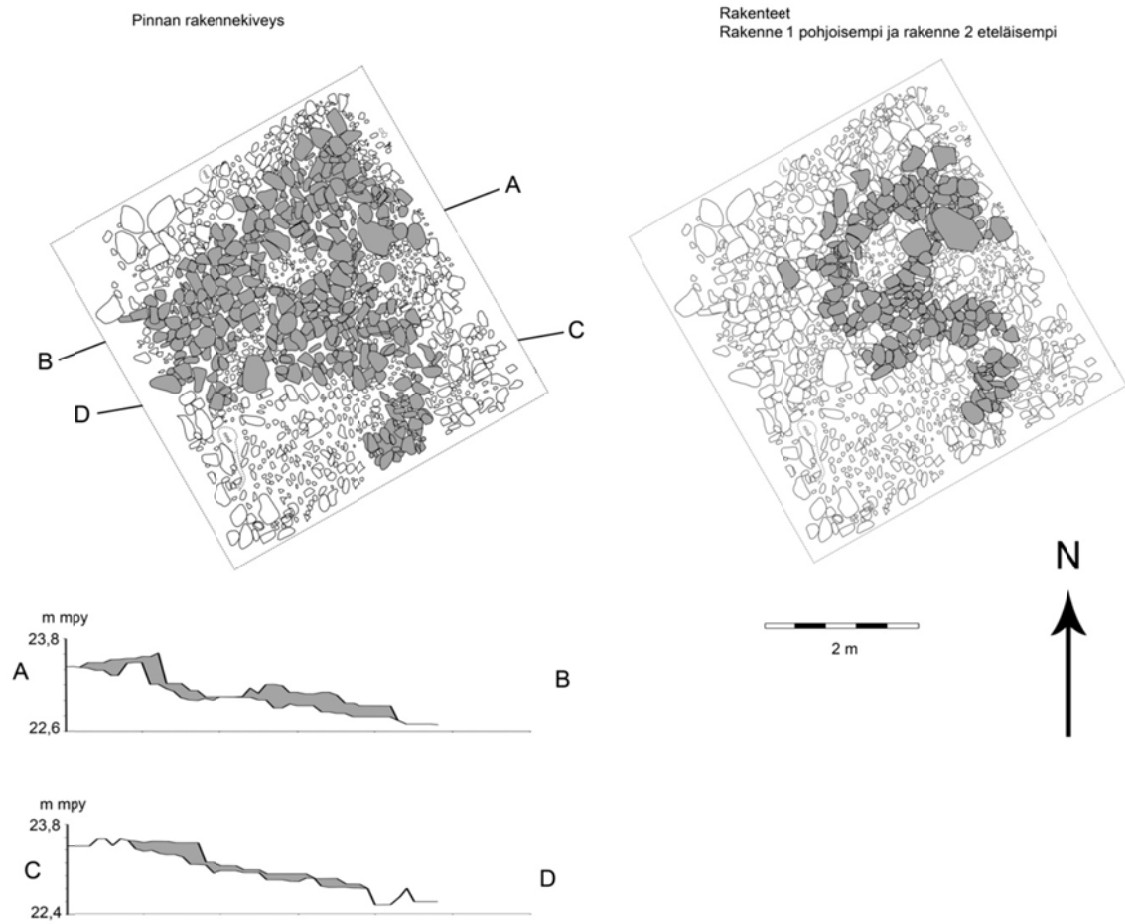 Pinnan rakennekiveys
Rakenteet
Rakenne 1 pohjoisempi ja rakenne 2 eteläisempi
A
C
B
D
N
2 m
m mpy
23,8
A
B
22,6
m mpy
23,8
C
D
22,4